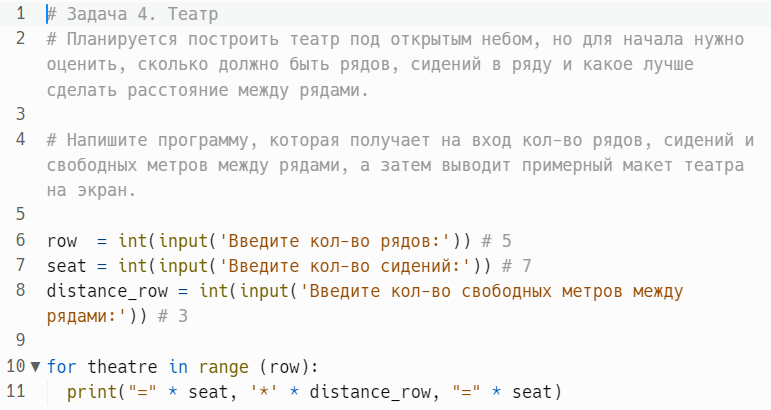 1 # Задача 4. Театр
2 # Планируется построить театр под открытым небом, но для начала нужно
оценить, сколько должно быть рядов, сидений в ряду и какое лучше
сделать расстояние между рядами.
3
4 # Напишите программу, которая получает на вход кол-во рядов, сидений и
свободных метров между рядами, а затем выводит примерный макет театра
на экран.
5
6 row  = int(input('Введите кол-во рядов:')) # 5
7 seat = int(input('Введите кол-во сидений:')) # 7
8 distance_row = int(input('Введите кол-во свободных метров между
рядами:')) # 3
9
10 ▼ for theatre in range (row):
11   print("=" * seat, '*' * distance_row, "=" * seat)